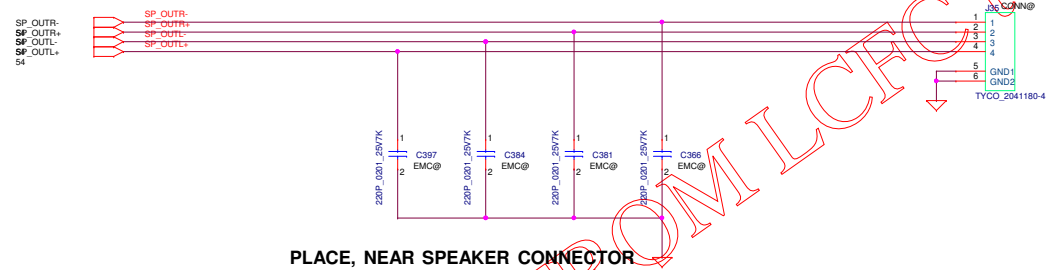 J35 CONN@
SP_OUTR- SP_OUTR- 1 1
SP_OUTR+ SP_OUTR+ 2 2
SP_OUTL- SP_OUTL- 3 3
SP_OUTL+ SP_OUTL+ 4 4
54
5 GND1
6 GND2
TYCO_2041180-4
220P_0201_25V7K 1 C397 EMC@ 2
220P_0201_25V7K 1 C384 EMC@ 2
220P_0201_25V7K 1 C381 EMC@ 2
220P_0201_25V7K 1 C366 EMC@ 2
PLACE, NEAR SPEAKER CONNECTOR
OM LCFC